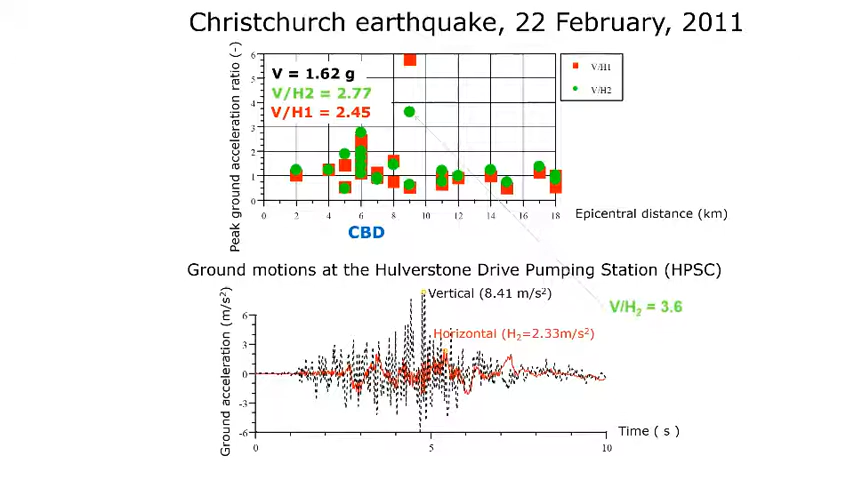 Christchurch earthquake, 22 February, 2011
Peak ground acceleration ratio (-)
6
5
4
3
2
1
0
V = 1.62 g
V/H2 = 2.77
V/H1 = 2.45
V/H1
V/H2
0 2 4 6 8 10 12 14 16 18
Epicentral distance (km)
CBD
Ground motions at the Hulverstone Drive Pumping Station (HPSC)
Ground acceleration (m/s²)
6
3
0
-3
-6
Vertical (8.41 m/s²)
Horizontal (H₂=2.33m/s²)
V/H₂ = 3.6
0 5 10
Time ( s )